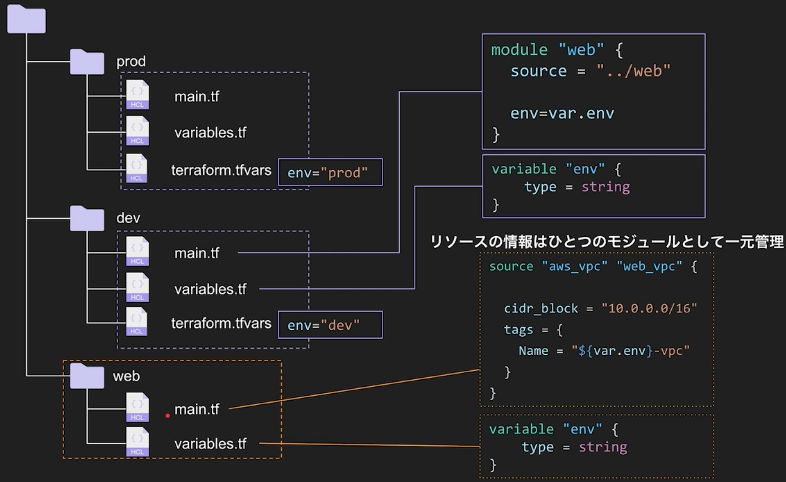 prod
HCL
main.tf
HCL
variables.tf
HCL
terraform.tfvars
env="prod"
dev
HCL
main.tf
HCL
variables.tf
HCL
terraform.tfvars
env="dev"
web
HCL
main.tf
HCL
variables.tf
module "web" {
source = "../web"
env=var.env
}
variable "env" {
type = string
}
リソースの情報はひとつのモジュールとして一元管理
source "aws_vpc" "web_vpc" {
cidr_block = "10.0.0.0/16"
tags = {
Name = "${var.env}-vpc"
}
}
variable "env" {
type = string
}